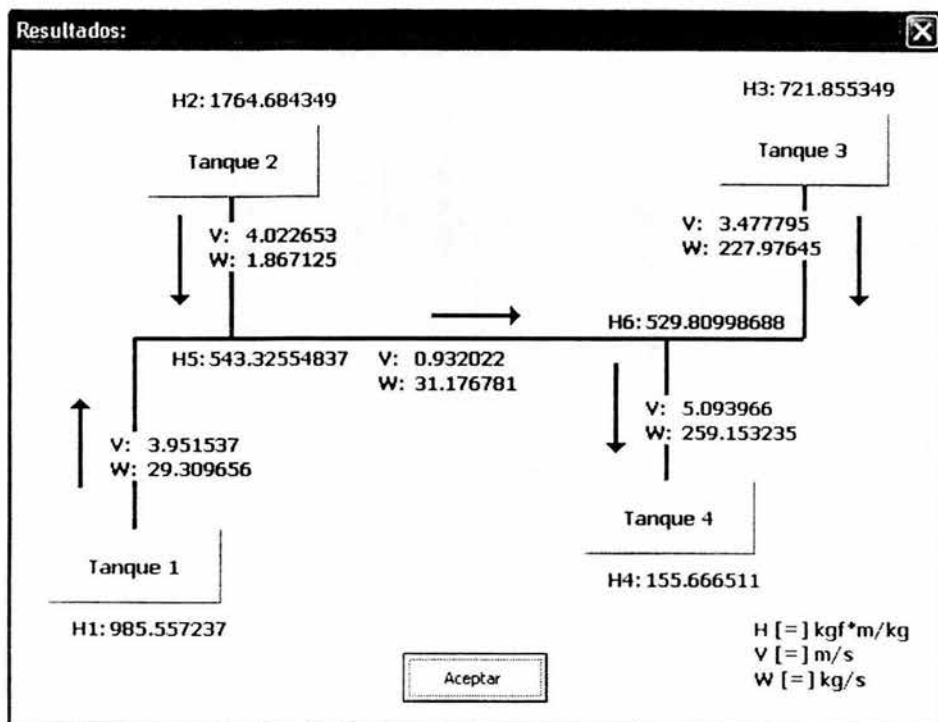 Resultados:
H2: 1764.684349
H3: 721.855349
Tanque 2
Tanque 3
V: 4.022653
W: 1.867125
V: 3.477795
W: 227.97645
H6: 529.80998688
H5: 543.32554837
V: 0.932022
W: 31.176781
V: 3.951537
W: 29.309656
V: 5.093966
W: 259.153235
Tanque 1
Tanque 4
H1: 985.557237
H4: 155.666511
H [=] kgf*m/kg
V [=] m/s
W [=] kg/s
Aceptar